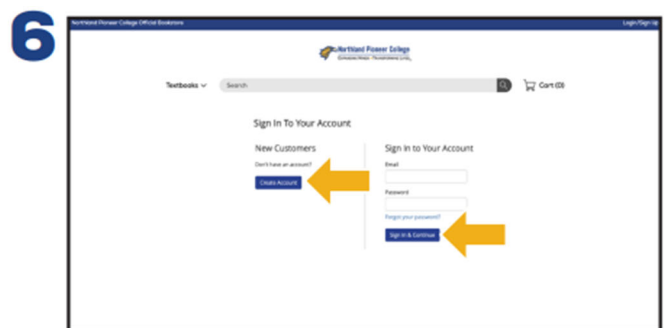 6
Northland Pioneer College Official Bookstore
Login/Sign Up
Northland Pioneer College
Textbooks
Search
Cart (0)
Sign In To Your Account
New Customers
Don't have an account?
Create Account
Sign In to Your Account
Email
Password
Forgot your password?
Sign In & Continue